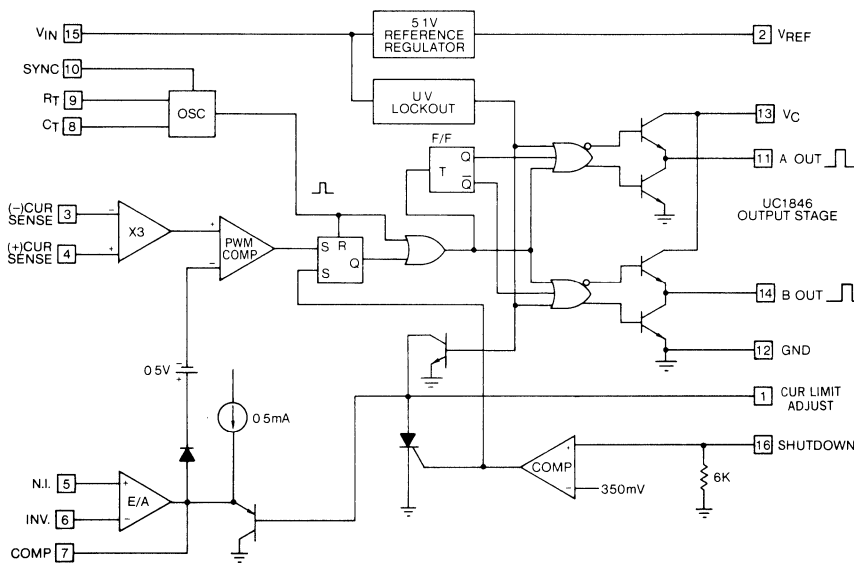 VIN 15
5 1V
REFERENCE
REGULATOR
2 VREF
SYNC 10
RT 9
CT 8
OSC
U V
LOCKOUT
13 VC
F/F
T Q
Q
11 A OUT
UC1846
OUTPUT STAGE
(−)CUR
SENSE 3
−
(+)CUR
SENSE 4
+
X3
+
−
PWM
COMP
S R
Q
S
14 B OUT
12 GND
−
0 5V
+
0 5mA
1 CUR LIMIT
ADJUST
16 SHUTDOWN
COMP
+
−
350mV
6K
N.I. 5
+
E/A
INV. 6
−
COMP 7